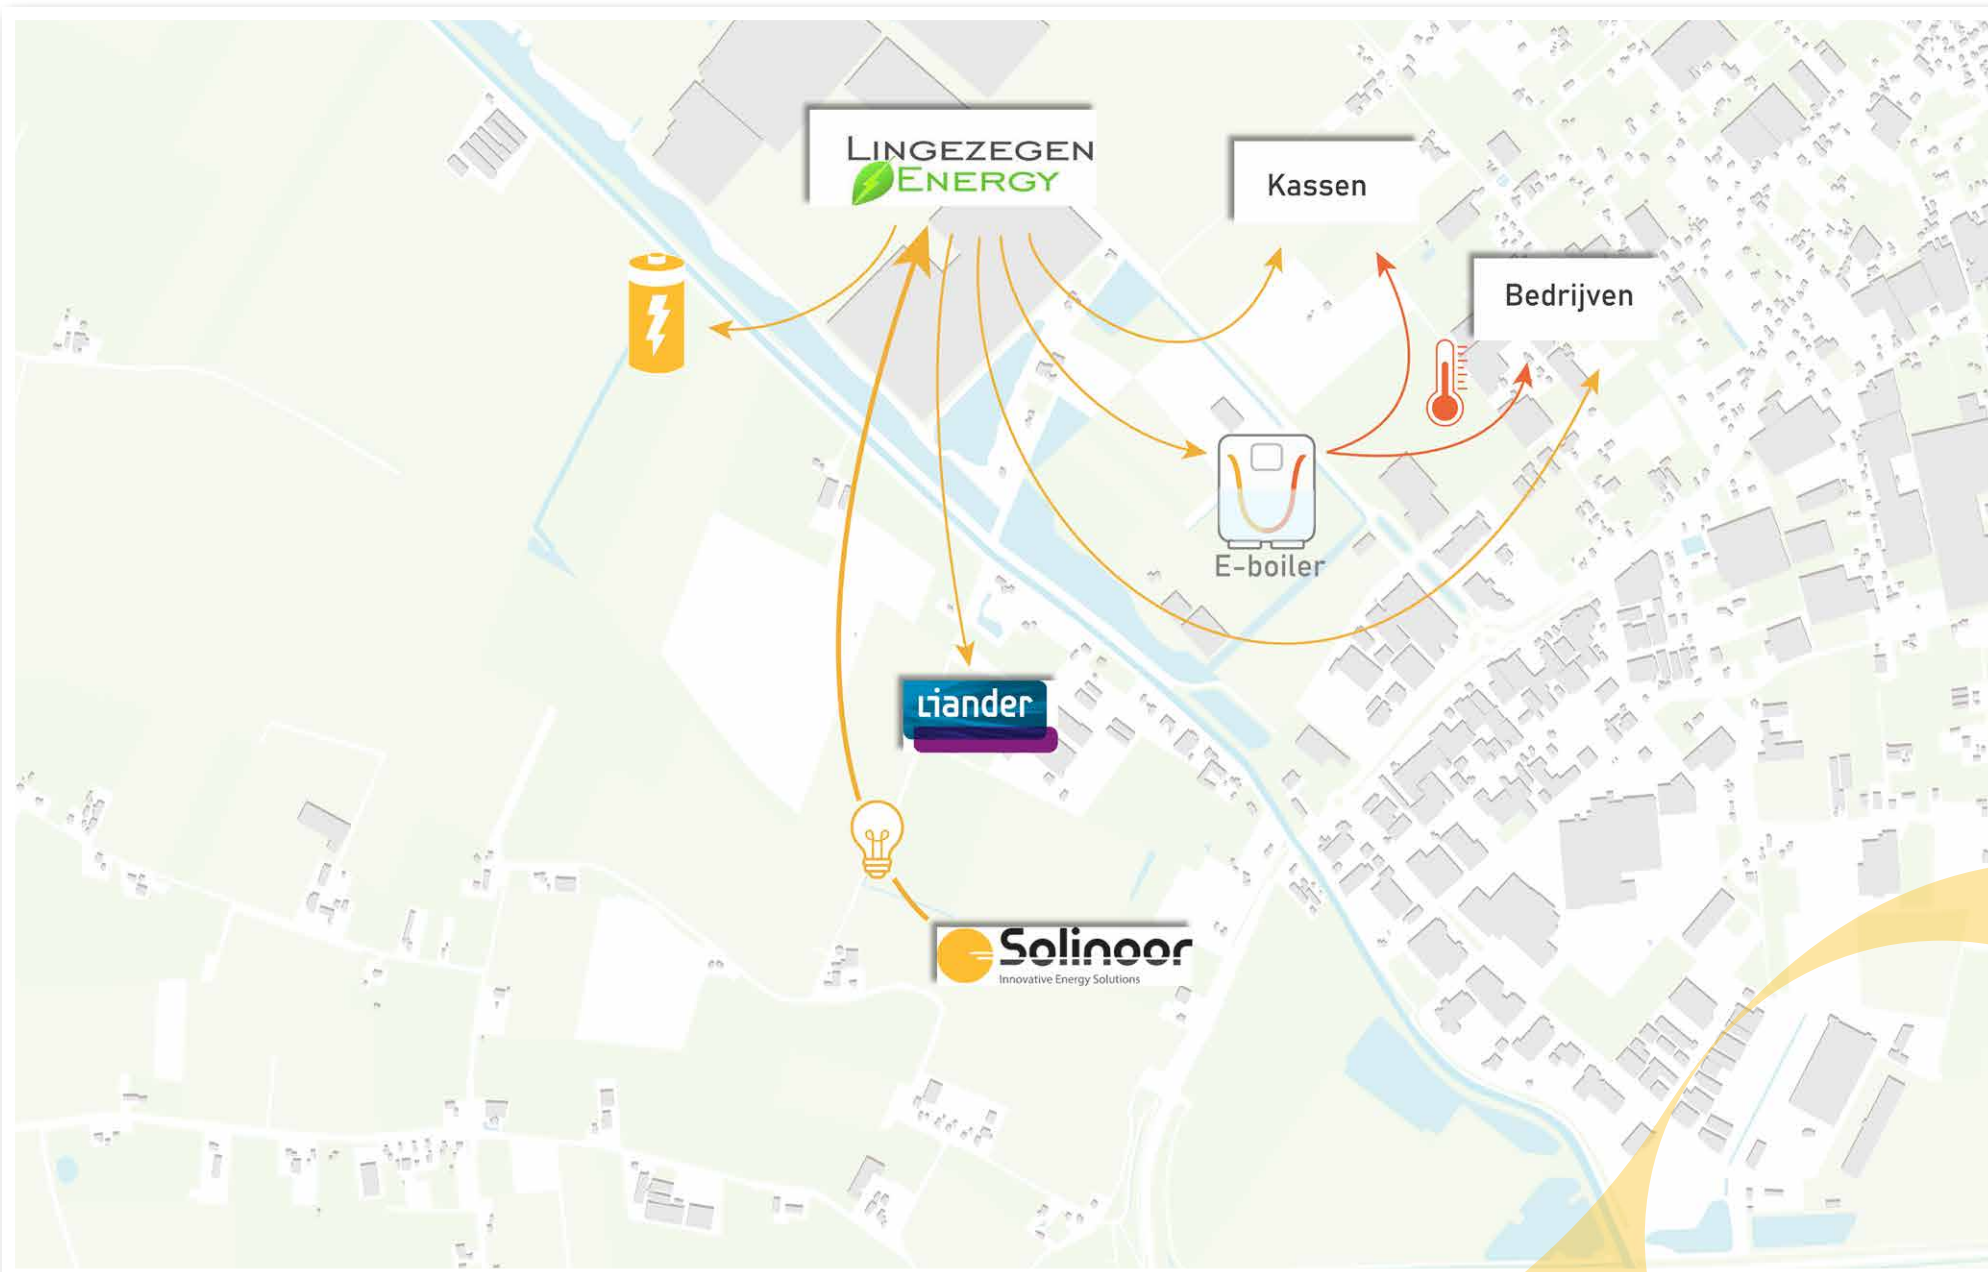 LINGEZEGEN
ENERGY
Kassen
Bedrijven
E-boiler
Liander
Solinoor
Innovative Energy Solutions